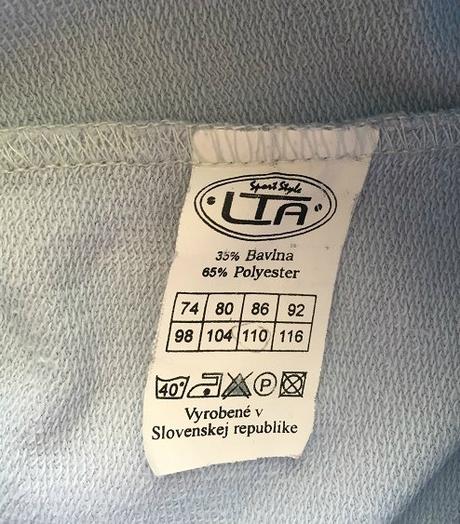 Sport Style
LTA
35% Bavlna
65% Polyester
74 80 86 92
98 104 110 116
40° P
Vyrobené v
Slovenskej republike